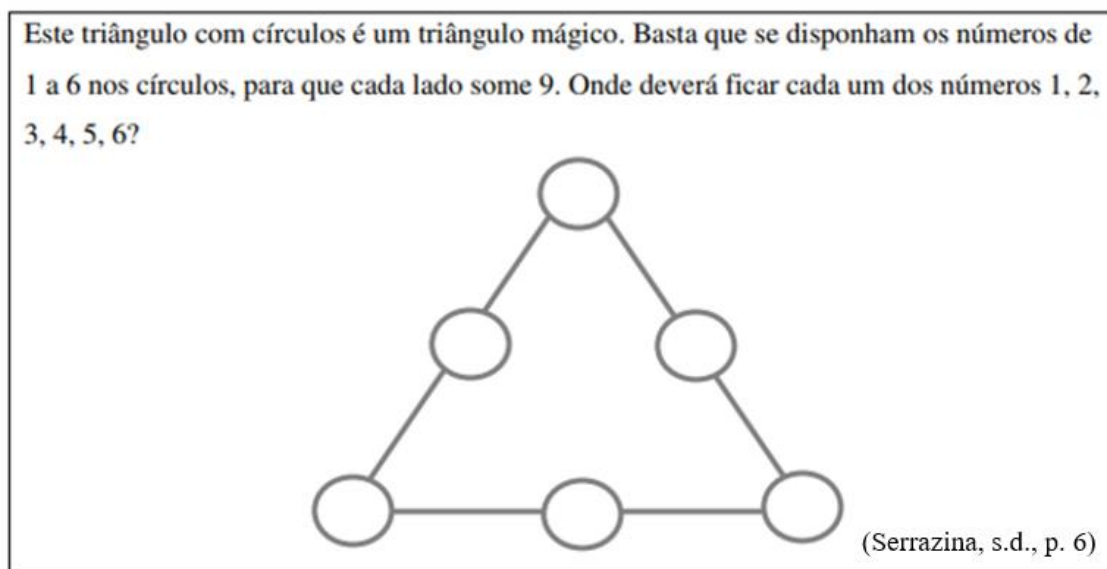 Este triângulo com círculos é um triângulo mágico. Basta que se disponham os números de
1 a 6 nos círculos, para que cada lado some 9. Onde deverá ficar cada um dos números 1, 2,
3, 4, 5, 6?
(Serrazina, s.d., p. 6)